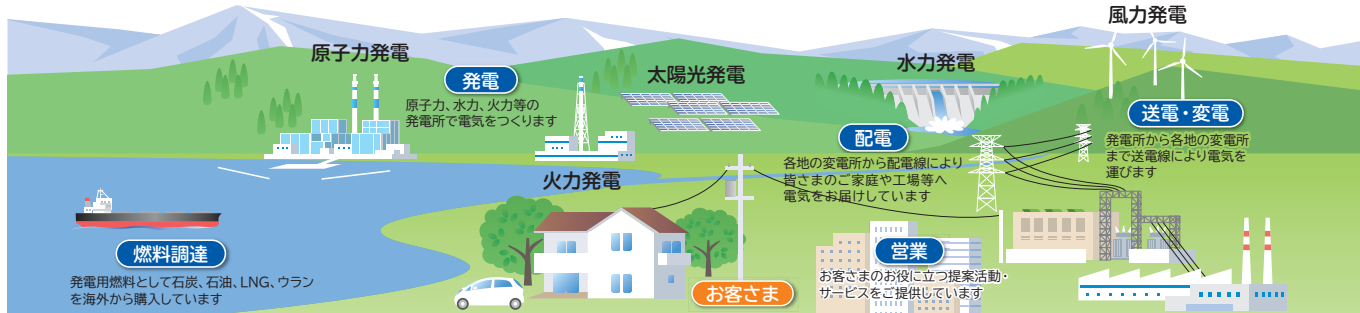 風力発電
原子力発電
発電
原子力、水力、火力等の
発電所で電気をつくります
太陽光発電
水力発電
送電・変電
発電所から各地の変電所
まで送電線により電気を
運びます
配電
各地の変電所から配電線により
皆さまのご家庭や工場等へ
電気をお届けしています
火力発電
燃料調達
発電用燃料として石炭、石油、LNG、ウラン
を海外から購入しています
営業
お客さまのお役に立つ提案活動・
サービスをご提供しています
お客さま